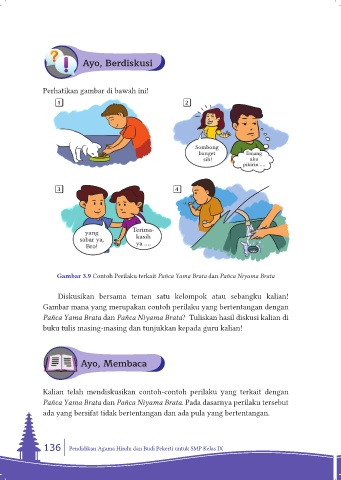 Ayo, Berdiskusi
Perhatikan gambar di bawah ini!
1
2
Sombong
banget
sih!
Emang
aku
pikirin ...
3
4
yang
sabar ya,
Bro!
Terima-
kasih
ya ....
Gambar 3.9 Contoh Perilaku terkait Pañca Yama Brata dan Pañca Niyama Brata
Diskusikan bersama teman satu kelompok atau sebangku kalian!
Gambar mana yang merupakan contoh perilaku yang bertentangan dengan
Pañca Yama Brata dan Pañca Niyama Brata? Tuliskan hasil diskusi kalian di
buku tulis masing-masing dan tunjukkan kepada guru kalian!
Ayo, Membaca
Kalian telah mendiskusikan contoh-contoh perilaku yang terkait dengan
Pañca Yama Brata dan Pañca Niyama Brata. Pada dasarnya perilaku tersebut
ada yang bersifat tidak bertentangan dan ada pula yang bertentangan.
136 Pendidikan Agama Hindu dan Budi Pekerti untuk SMP Kelas IX